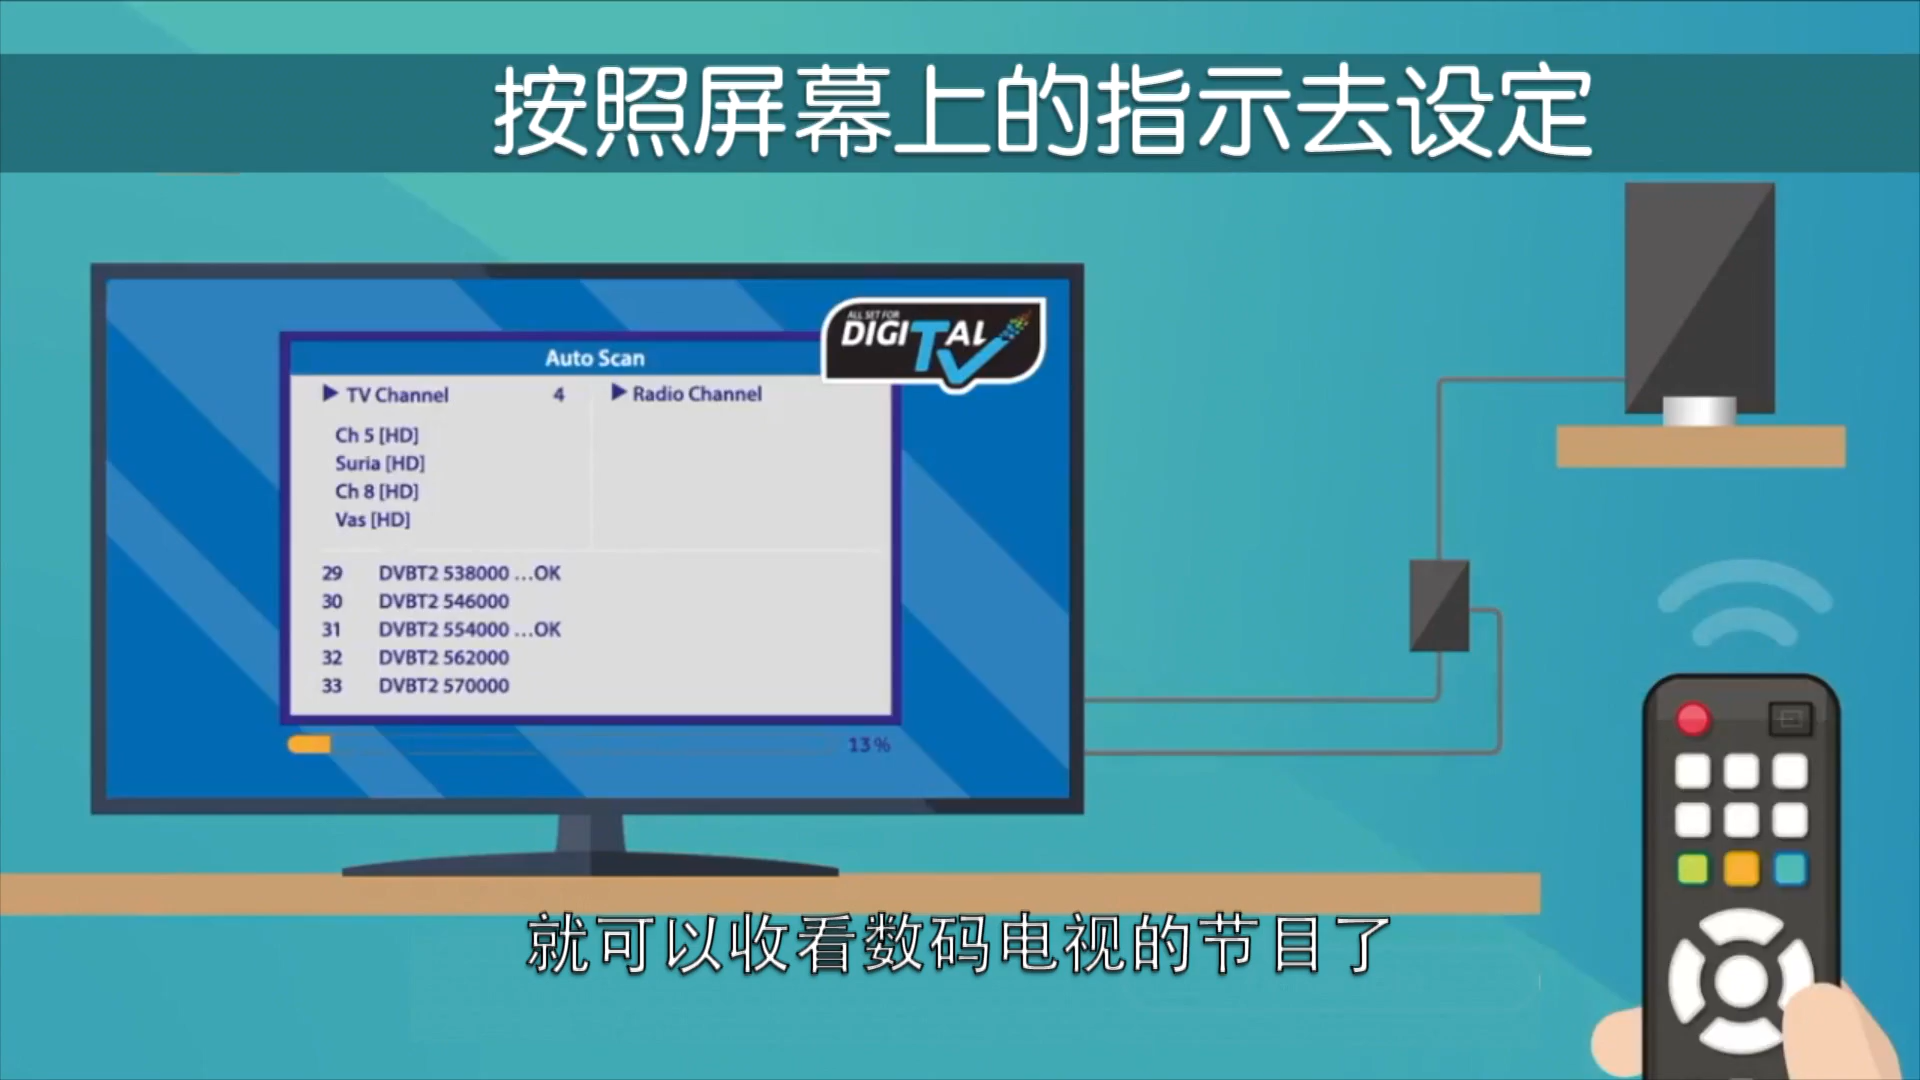 按照屏幕上的指示去设定
ALL SET FOR
DIGITAL
TV
Auto Scan
TV Channel 4
Radio Channel
Ch 5 [HD]
Suria [HD]
Ch 8 [HD]
Vas [HD]
29 DVBT2 538000 ...OK
30 DVBT2 546000
31 DVBT2 554000 ...OK
32 DVBT2 562000
33 DVBT2 570000
13%
就可以收看数码电视的节目了